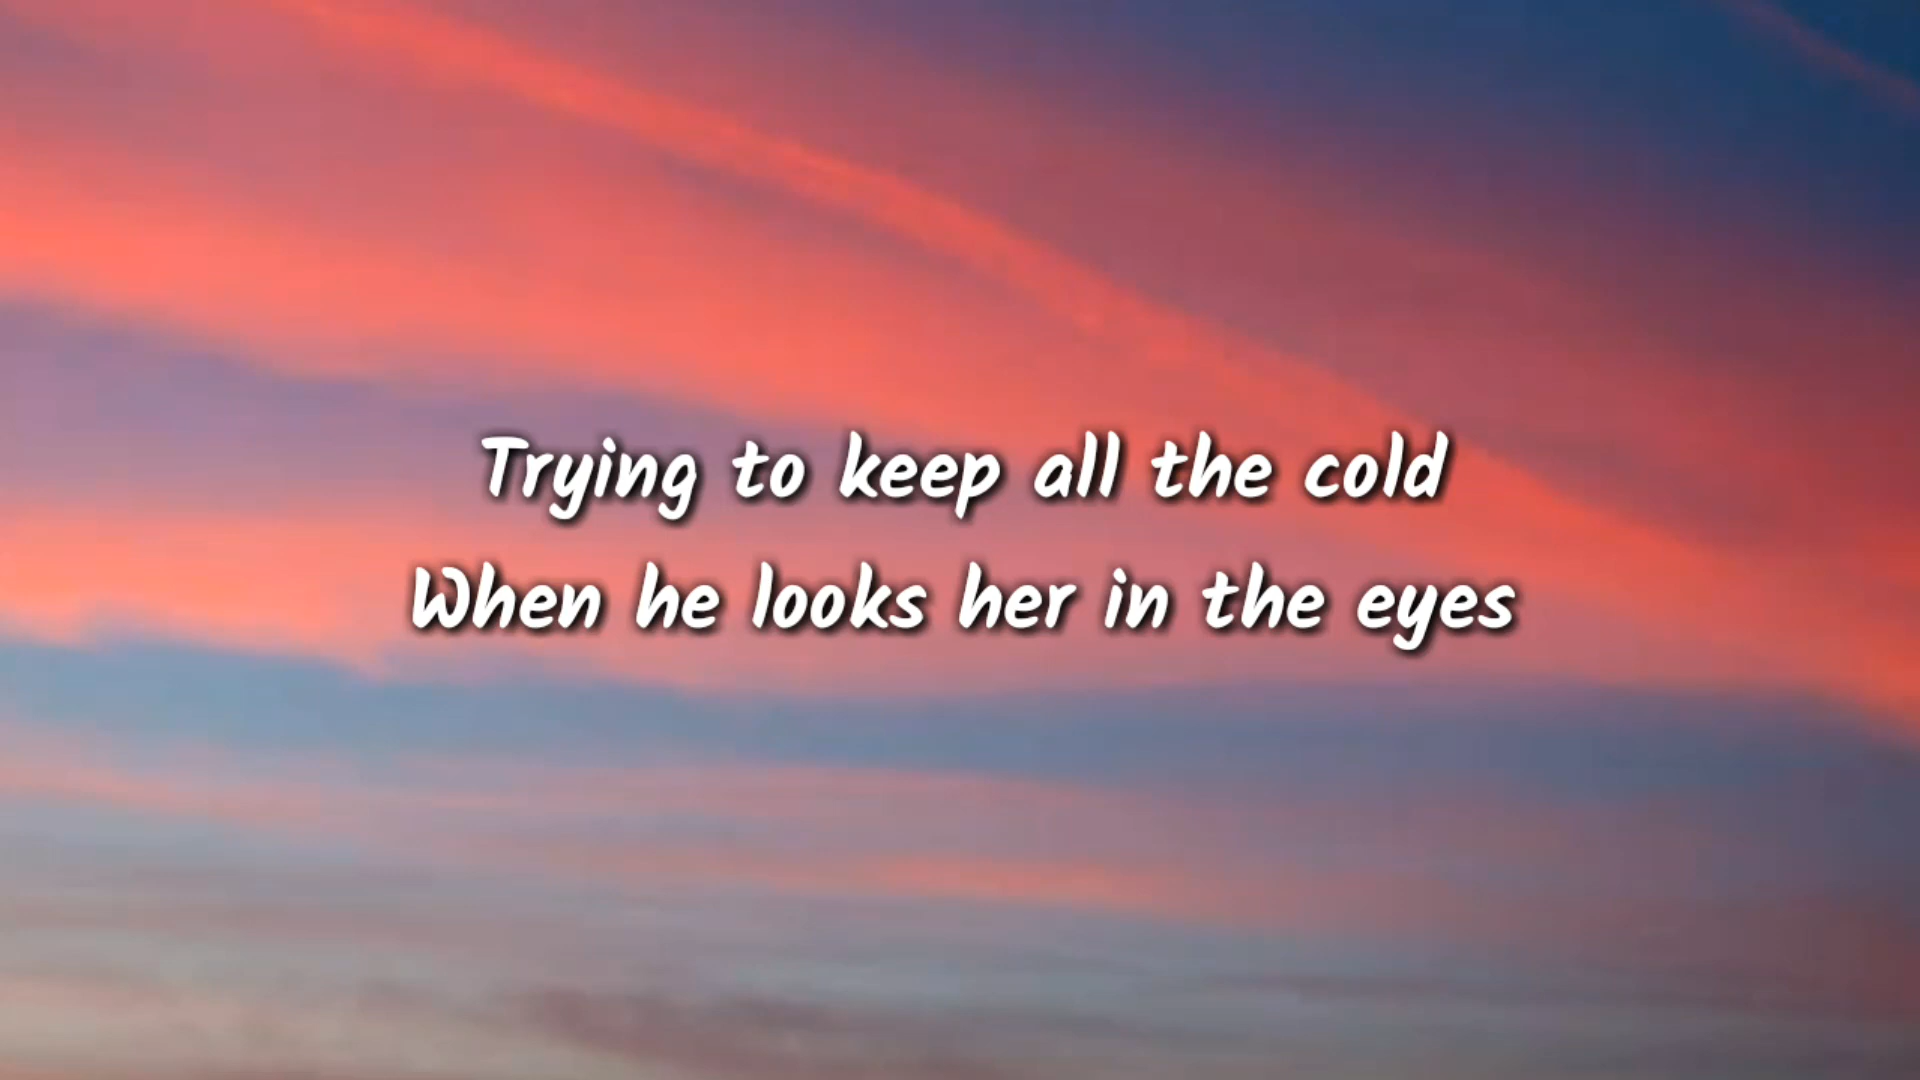 Trying to keep all the cold
When he looks her in the eyes